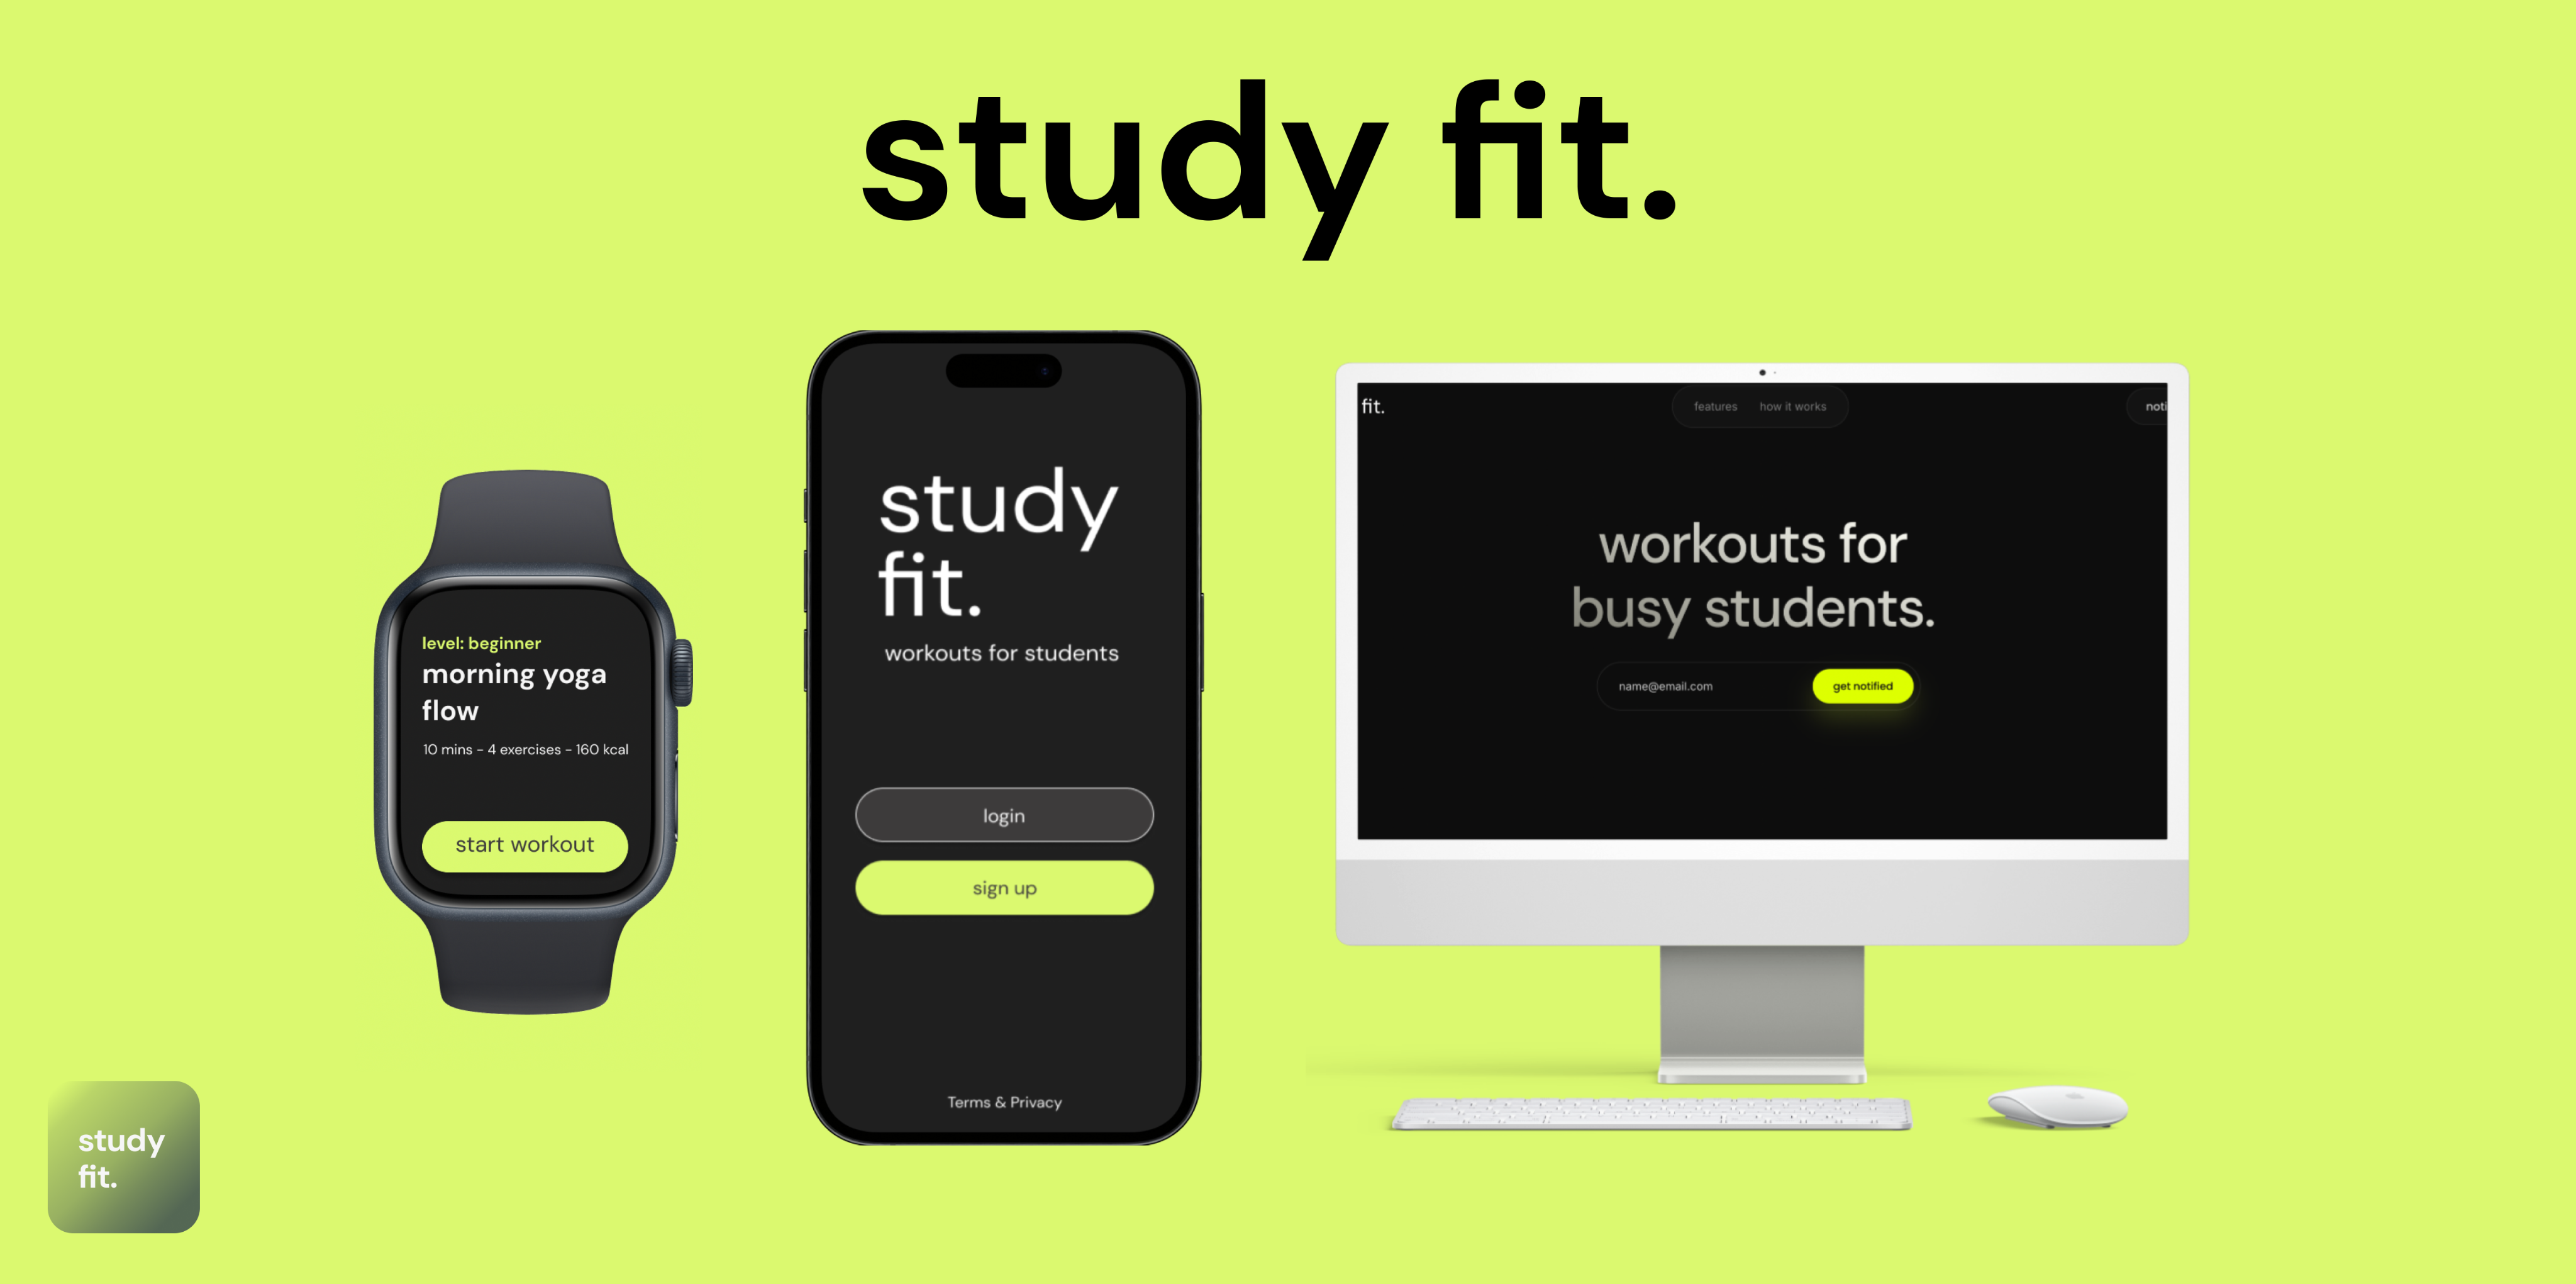 study fit.
level: beginner
morning yoga
flow
10 mins - 4 exercises - 160 kcal
start workout
study
fit.
workouts for students
login
sign up
Terms & Privacy
fit.
features how it works
noti
workouts for
busy students.
name@email.com
get notified
study
fit.